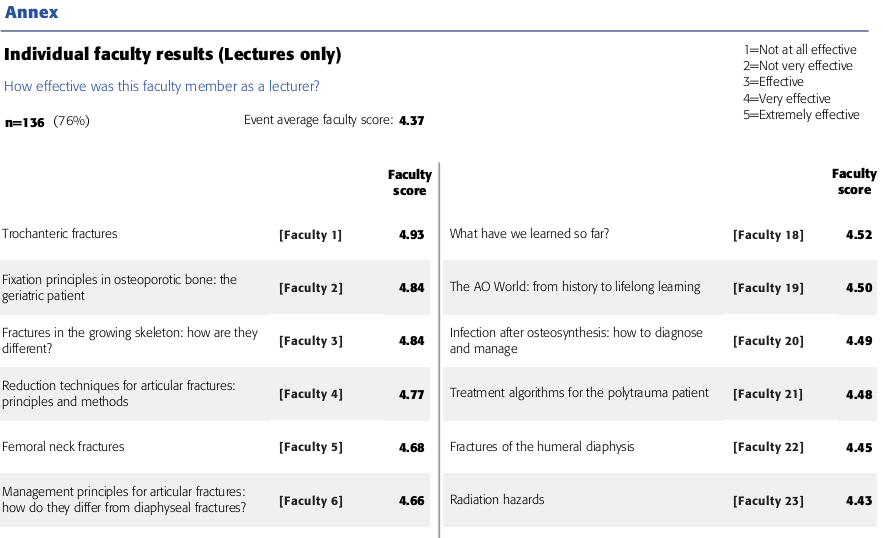 Annex
Individual faculty results (Lectures only)
How effective was this faculty member as a lecturer?
n=136 (76%)
Event average faculty score: 4.37
1=Not at all effective
2=Not very effective
3=Effective
4=Very effective
5=Extremely effective
Faculty
score
Trochanteric fractures [Faculty 1] 4.93
Fixation principles in osteoporotic bone: the
geriatric patient
[Faculty 2] 4.84
Fractures in the growing skeleton: how are they
different?
[Faculty 3] 4.84
Reduction techniques for articular fractures:
principles and methods
[Faculty 4] 4.77
Femoral neck fractures [Faculty 5] 4.68
Management principles for articular fractures:
how do they differ from diaphyseal fractures?
[Faculty 6] 4.66
Faculty
score
What have we learned so far? [Faculty 18] 4.52
The AO World: from history to lifelong learning [Faculty 19] 4.50
Infection after osteosynthesis: how to diagnose
and manage
[Faculty 20] 4.49
Treatment algorithms for the polytrauma patient [Faculty 21] 4.48
Fractures of the humeral diaphysis [Faculty 22] 4.45
Radiation hazards [Faculty 23] 4.43